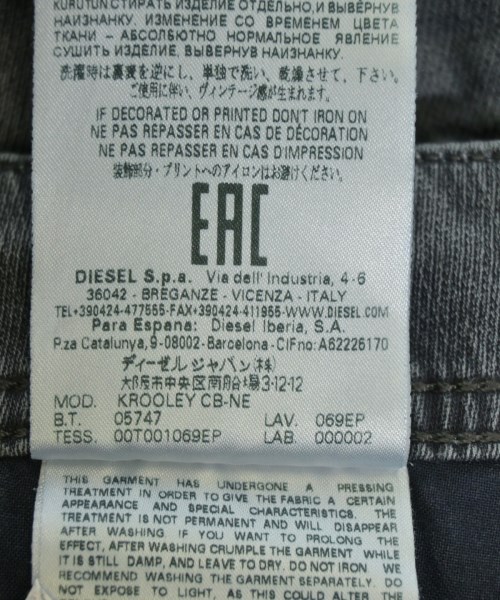 KURUTUN СТИРАТЬ ИЗДЕЛИЕ ОТДЕЛЬНО, И ВЫВЕРНУВ
НАИЗНАНКУ. ИЗМЕНЕНИЕ СО ВРЕМЕНЕМ ЦВЕТА
ТКАНИ – АБСОЛЮТНО НОРМАЛЬНОЕ ЯВЛЕНИЕ
СУШИТЬ ИЗДЕЛИЕ, ВЫВЕРНУВ НАИЗНАНКУ.
洗濯時は裏裏を逆にし、単独で洗い、乾燥させて、下さい。
ご使用に伴い、ヴィンテージ感が生まれます。
IF DECORATED OR PRINTED DON'T IRON ON
NE PAS REPASSER EN CAS DE DÉCORATION
NE PAS REPASSER EN CAS D'IMPRESSION
装飾部分・プリントへのアイロンはお避けください。
EAC
DIESEL S.p.a. Via dell' Industria, 4-6
36042 - BREGANZE - VICENZA - ITALY
TEL+390424-477555-FAX+390424-411955-WWW.DIESEL.COM
Para Espana: Diesel Iberia, S.A.
P.za Catalunya, 9-08002-Barcelona-CIFno:A62226170
ディーゼル ジャパン(株)
大阪市中央区南船場3-12-12
MOD. KROOLEY CB-NE
B.T. 05747 LAV. 069EP
TESS. 00T001069EP LAB. 000002
THIS GARMENT HAS UNDERGONE A PRESSING
TREATMENT IN ORDER TO GIVE THE FABRIC A CERTAIN
APPEARANCE AND SPECIAL CHARACTERISTICS. THE
TREATMENT IS NOT PERMANENT AND WILL DISAPPEAR
AFTER WASHING. IF YOU WANT TO PROLONG THE
EFFECT, AFTER WASHING CRUMPLE THE GARMENT WHILE
IT IS STILL DAMP, AND LEAVE TO DRY. DO NOT IRON. WE
RECOMMEND WASHING THE GARMENT SEPARATELY. DO
NOT EXPOSE TO LIGHT, AS THIS COULD ALTER THE